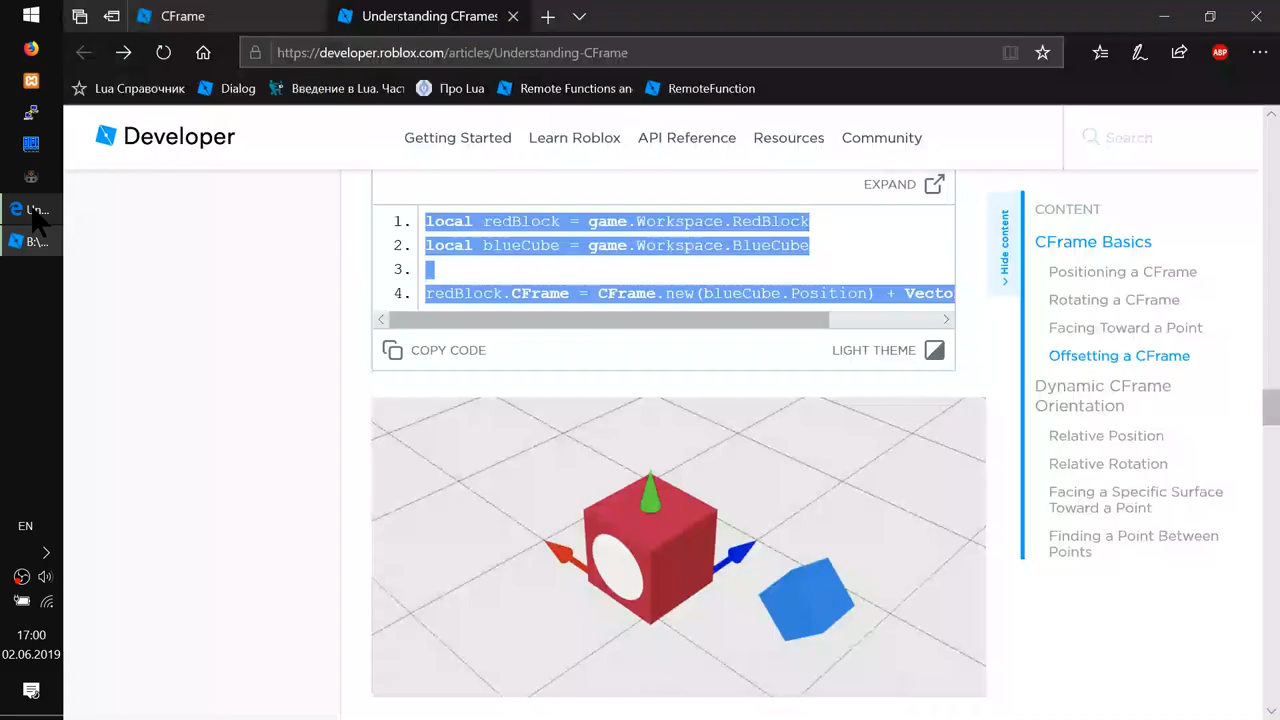 CFrame
Understanding CFrames
https://developer.roblox.com/articles/Understanding-CFrame
ABP
Lua Справочник
Dialog
Введение в Lua. Част
Про Lua
Remote Functions an
RemoteFunction
Developer
Getting Started
Learn Roblox
API Reference
Resources
Community
Search
EXPAND
1. local redBlock = game.Workspace.RedBlock
2. local blueCube = game.Workspace.BlueCube
3.
4. redBlock.CFrame = CFrame.new(blueCube.Position) + Vecto
COPY CODE
LIGHT THEME
Hide content
CONTENT
CFrame Basics
Positioning a CFrame
Rotating a CFrame
Facing Toward a Point
Offsetting a CFrame
Dynamic CFrame
Orientation
Relative Position
Relative Rotation
Facing a Specific Surface
Toward a Point
Finding a Point Between
Points
Un...
B:\...
EN
17:00
02.06.2019